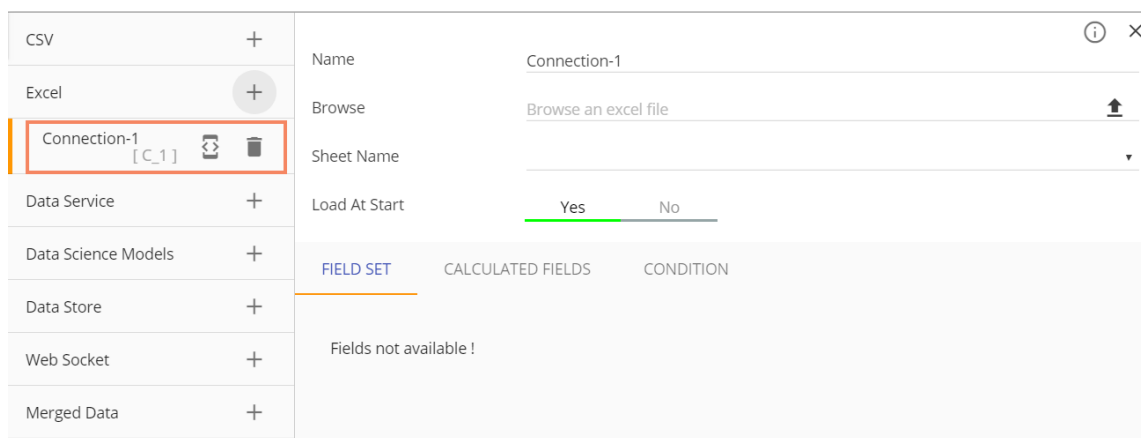 CSV
Excel
Connection-1
[ C_1 ]
Data Service
Data Science Models
Data Store
Web Socket
Merged Data
Name Connection-1
Browse Browse an excel file
Sheet Name
Load At Start Yes No
FIELD SET CALCULATED FIELDS CONDITION
Fields not available !